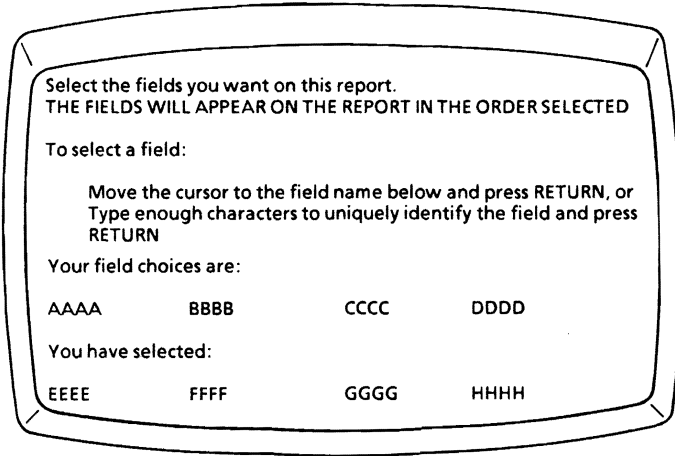 Select the fields you want on this report.
THE FIELDS WILL APPEAR ON THE REPORT IN THE ORDER SELECTED
To select a field:
Move the cursor to the field name below and press RETURN, or
Type enough characters to uniquely identify the field and press
RETURN
Your field choices are:
AAAA BBBB CCCC DDDD
You have selected:
EEEE FFFF GGGG HHHH